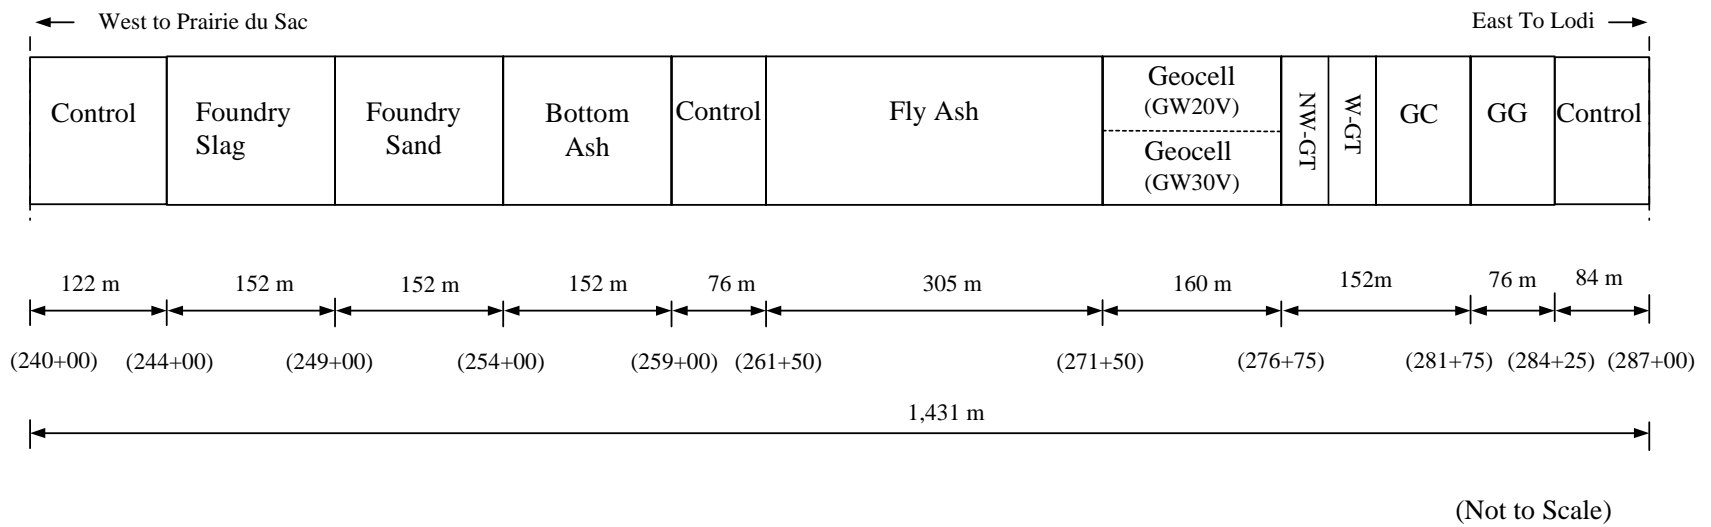 West to Prairie du Sac
East To Lodi
Control
Foundry
Slag
Foundry
Sand
Bottom
Ash
Control
Fly Ash
Geocell
(GW20V)
Geocell
(GW30V)
NW-GT
W-GT
GC
GG
Control
122 m
152 m
152 m
152 m
76 m
305 m
160 m
152m
76 m
84 m
(240+00)
(244+00)
(249+00)
(254+00)
(259+00)
(261+50)
(271+50)
(276+75)
(281+75)
(284+25)
(287+00)
1,431 m
(Not to Scale)